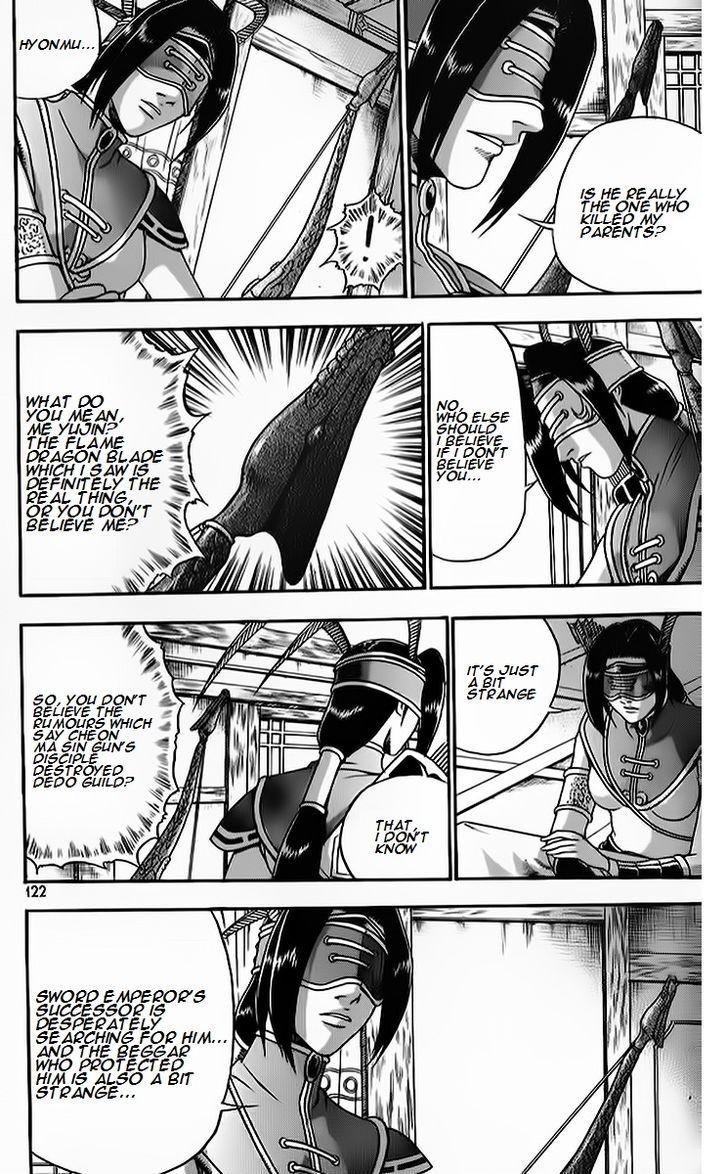 HYONMU...
!
IS HE REALLY
THE ONE WHO
KILLED MY
PARENTS?
WHAT DO
YOU MEAN,
ME YUJIN?
THE FLAME
DRAGON BLADE
WHICH I SAW IS
DEFINITELY THE
REAL THING,
OR YOU DON'T
BELIEVE ME?
NO,
WHO ELSE
SHOULD
I BELIEVE
IF I DON'T
BELIEVE
YOU...
SO, YOU DON'T
BELIEVE THE
RUMOURS WHICH
SAY CHEON
MA SIN GUN'S
DISCIPLE
DESTROYED
DEDO GUILD?
THAT,
I DON'T
KNOW
IT'S JUST
A BIT
STRANGE
122
SWORD EMPEROR'S
SUCCESSOR IS
DESPERATELY
SEARCHING FOR HIM...
AND THE BEGGAR
WHO PROTECTED
HIM IS ALSO A BIT
STRANGE...